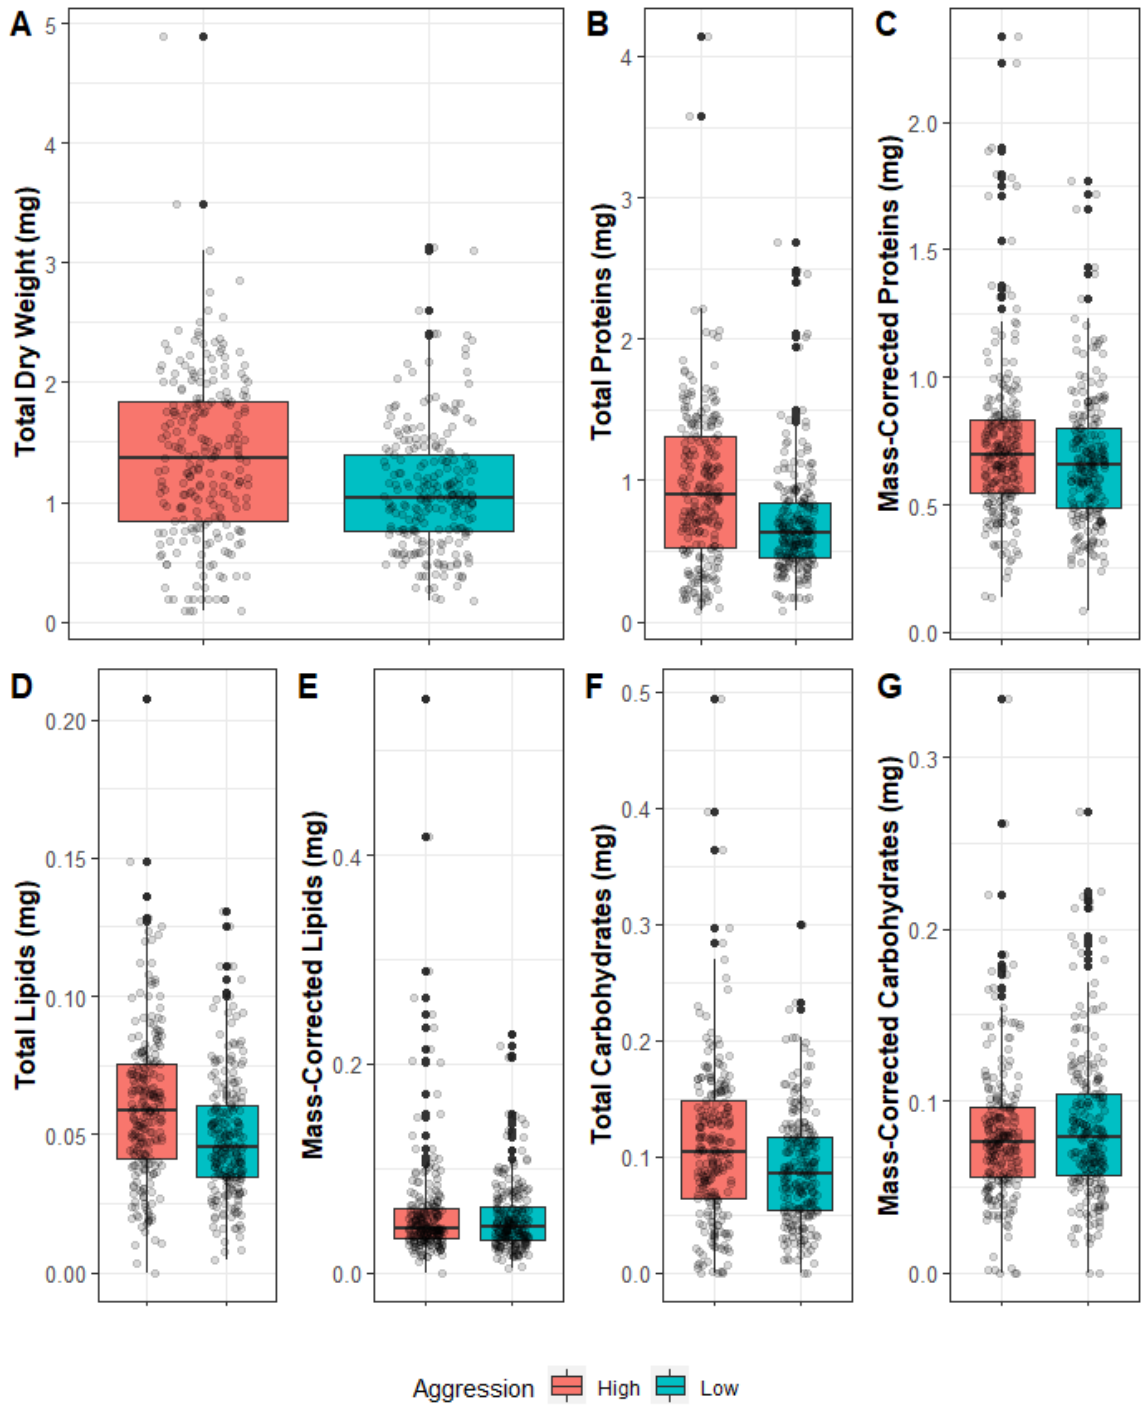 A
Total Dry Weight (mg)
5
4
3
2
1
0
B
Total Proteins (mg)
4
3
2
1
0
C
Mass-Corrected Proteins (mg)
2.0
1.5
1.0
0.5
0.0
D
Total Lipids (mg)
0.20
0.15
0.10
0.05
0.00
E
Mass-Corrected Lipids (mg)
0.4
0.2
0.0
F
Total Carbohydrates (mg)
0.5
0.4
0.3
0.2
0.1
0.0
G
Mass-Corrected Carbohydrates (mg)
0.3
0.2
0.1
0.0
Aggression High Low